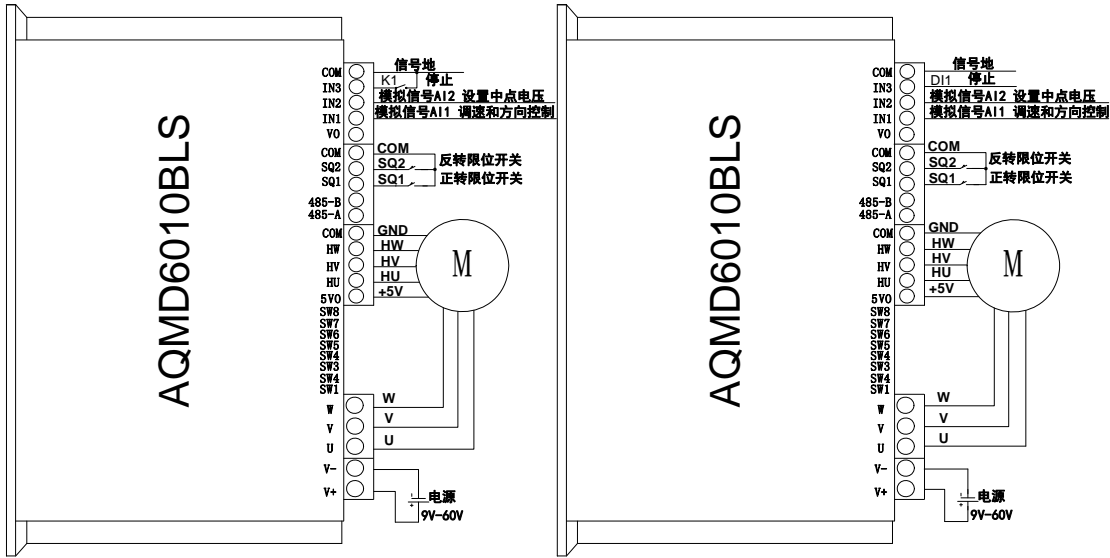 AQMD6010BLS
COM 信号地
IN3 K1 停止
IN2 模拟信号AI2 设置中点电压
IN1 模拟信号AI1 调速和方向控制
VO
COM COM
SQ2 SQ2 反转限位开关
SQ1 SQ1 正转限位开关
485-B
485-A
COM GND
HW HW
HV HV
HU HU
5VO +5V
M
SW8
SW7
SW6
SW5
SW4
SW3
SW4
SW1
W W
V V
U U
V-
V+ 电源
9V-60V
AQMD6010BLS
COM 信号地
IN3 DI1 停止
IN2 模拟信号AI2 设置中点电压
IN1 模拟信号AI1 调速和方向控制
VO
COM COM
SQ2 SQ2 反转限位开关
SQ1 SQ1 正转限位开关
485-B
485-A
COM GND
HW HW
HV HV
HU HU
5VO +5V
M
SW8
SW7
SW6
SW5
SW4
SW3
SW4
SW1
W W
V V
U U
V-
V+ 电源
9V-60V